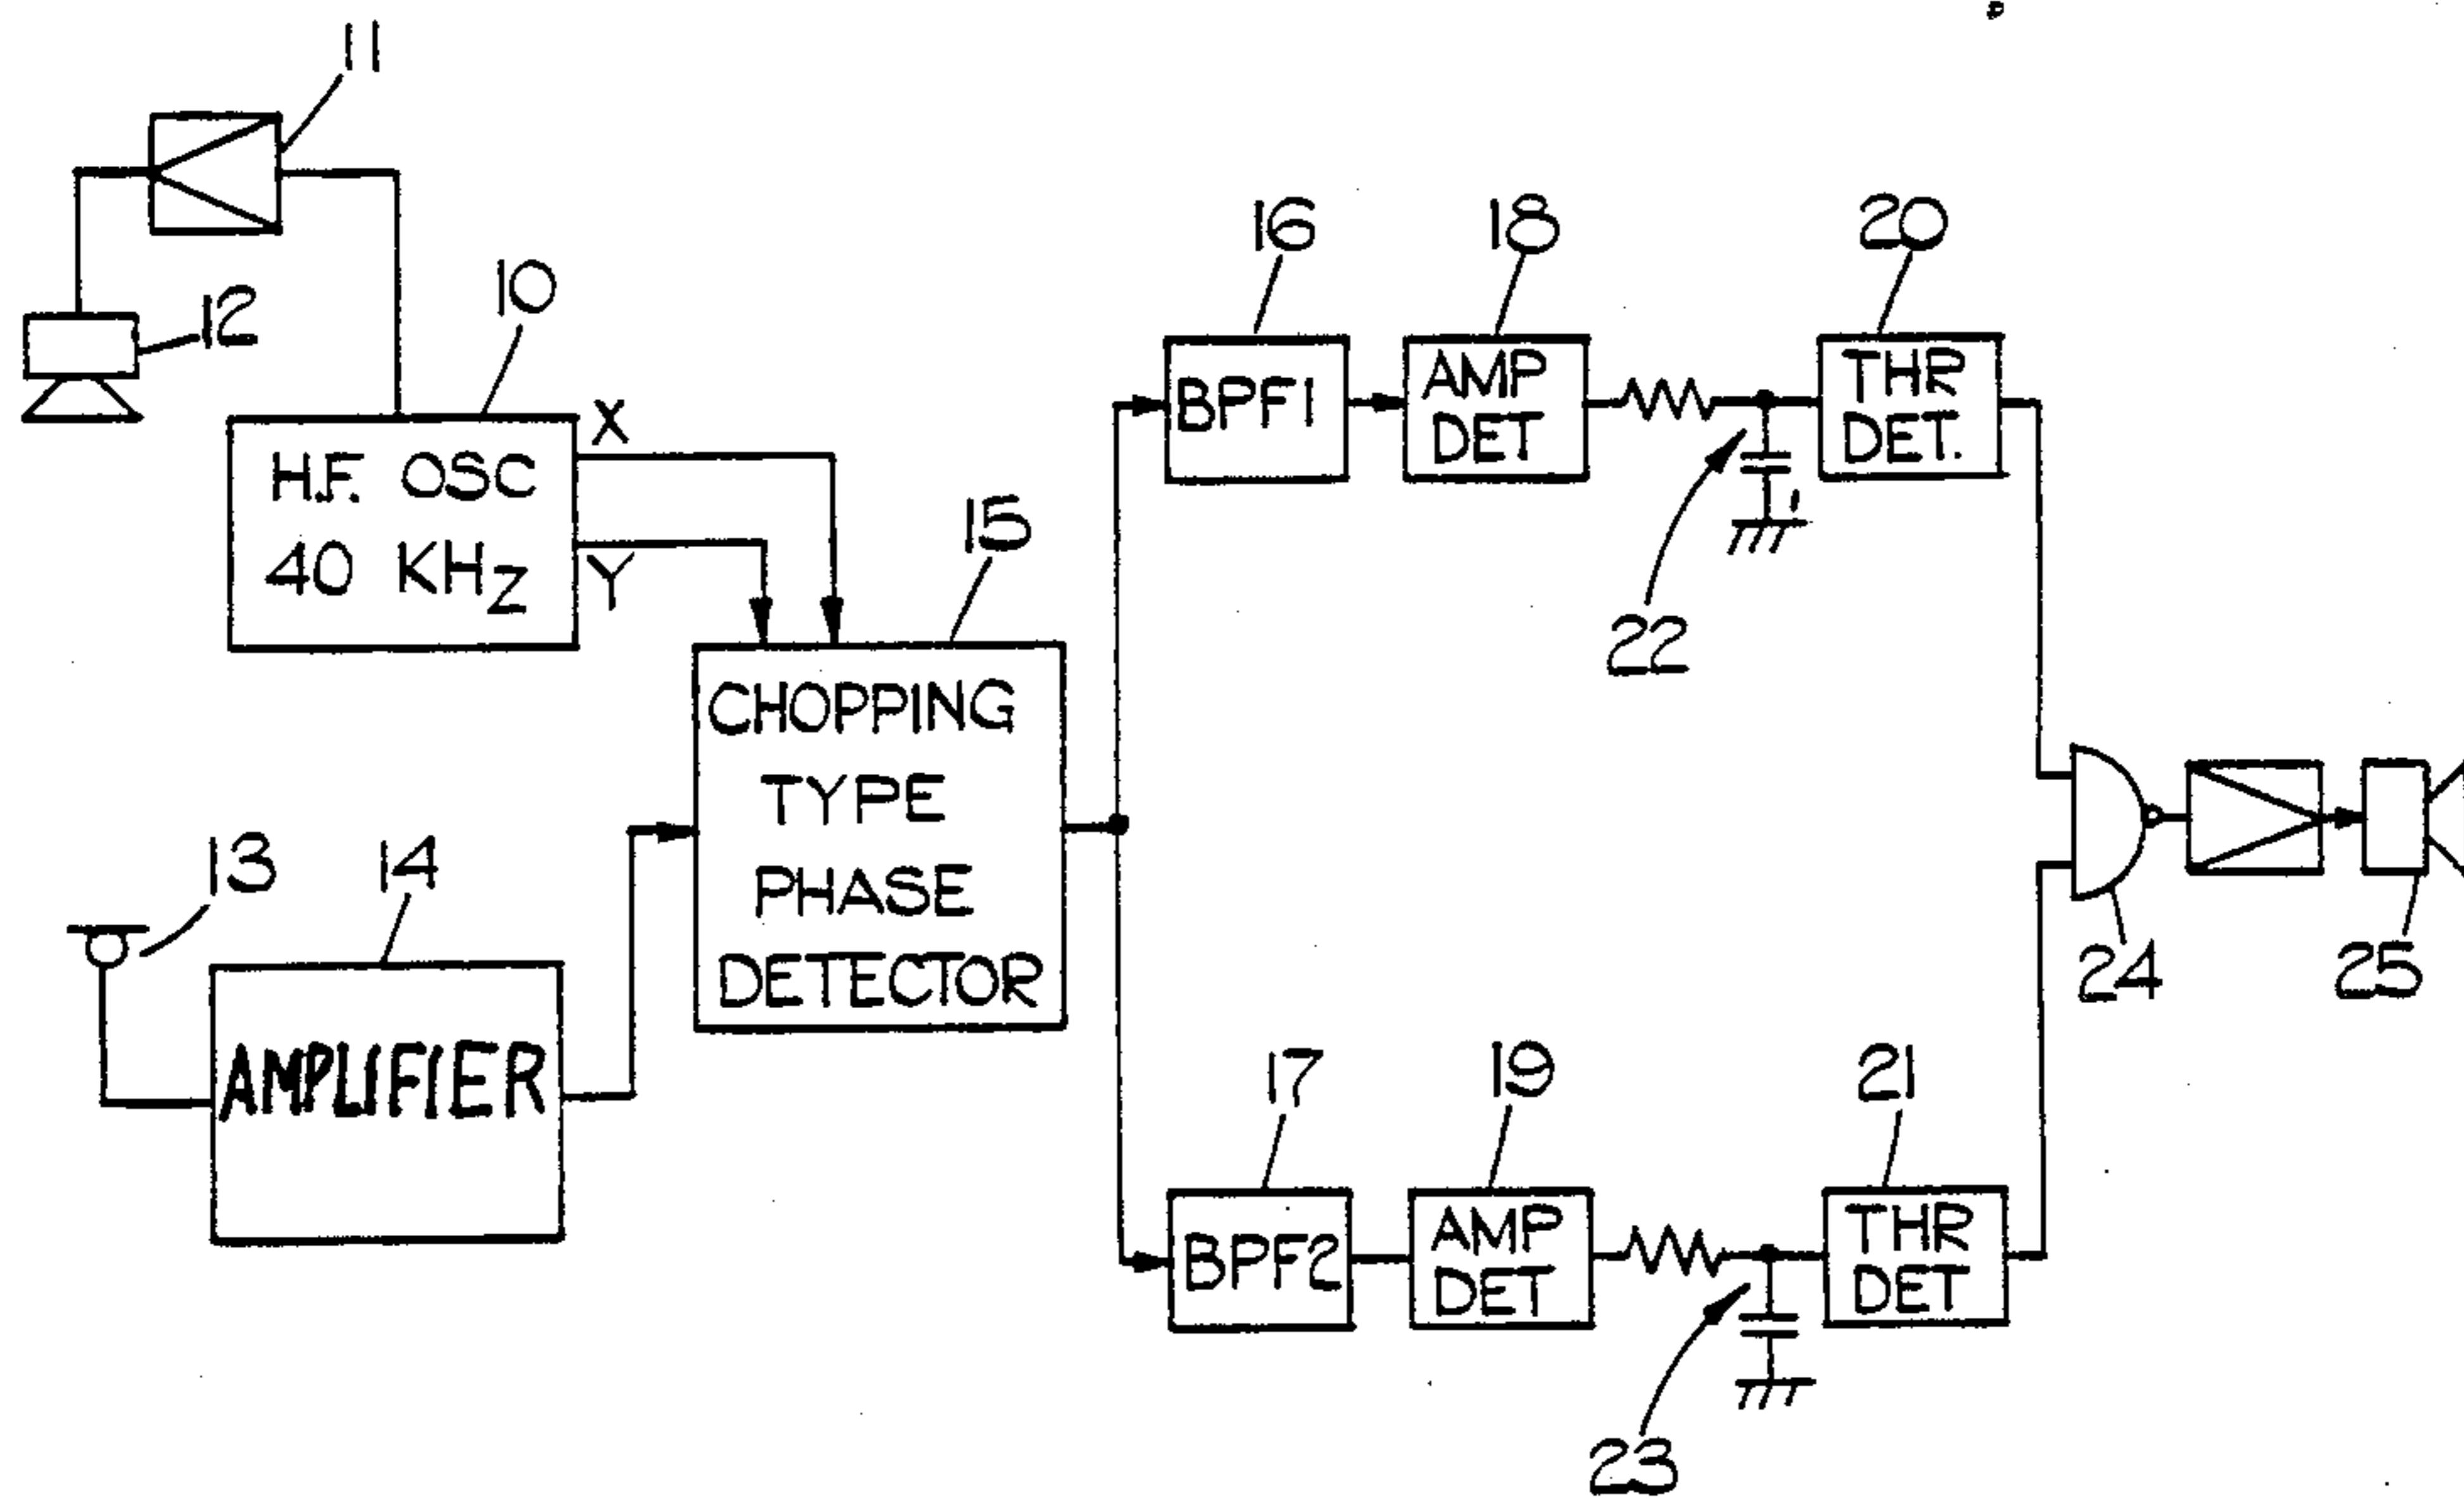 11
12
10
H.F. OSC
40 KHz
X
Y
15
CHOPPING
TYPE
PHASE
DETECTOR
13
14
AMPLIFIER
16
BPF1
18
AMP
DET
20
THR
DET.
22
17
BPF2
19
AMP
DET
21
THR
DET
23
24
25